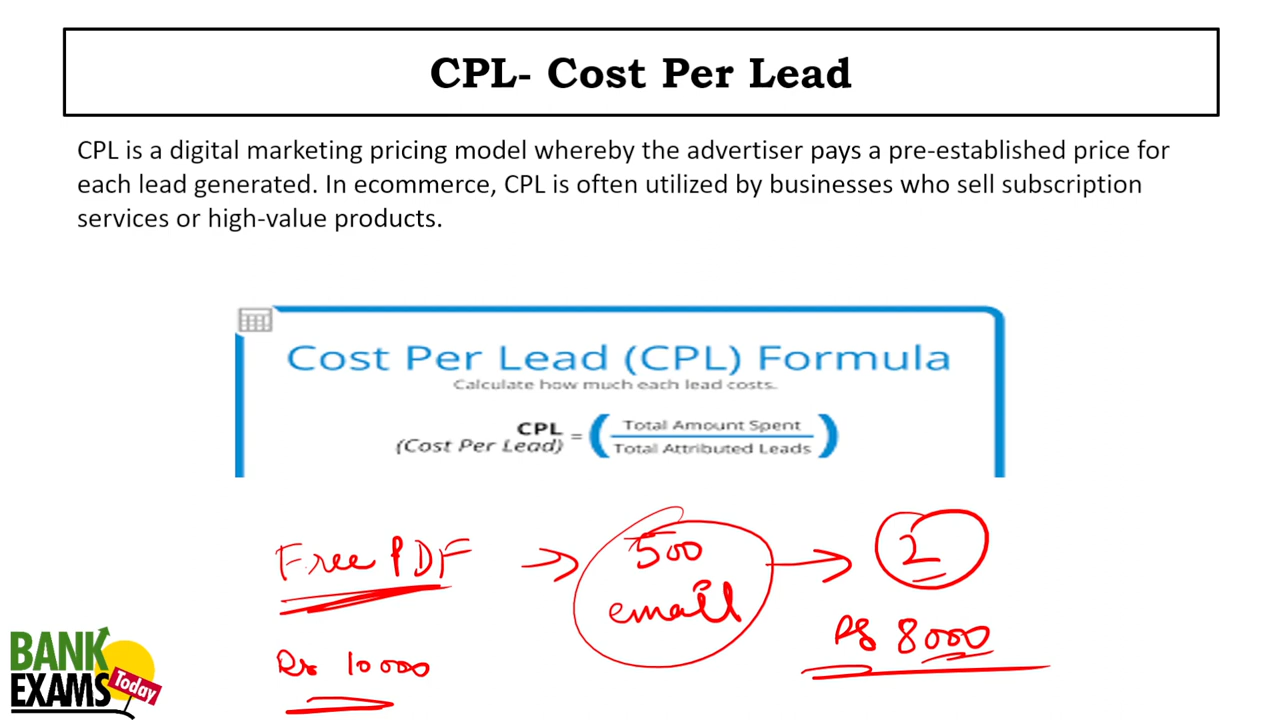 CPL- Cost Per Lead
CPL is a digital marketing pricing model whereby the advertiser pays a pre-established price for
each lead generated. In ecommerce, CPL is often utilized by businesses who sell subscription
services or high-value products.
Cost Per Lead (CPL) Formula
Calculate how much each lead costs.
CPL
(Cost Per Lead)
=
(
Total Amount Spent
Total Attributed Leads
)
Free PDF
500
email
2
Rs 8000
Rs 10000
BANK
EXAMS
Today